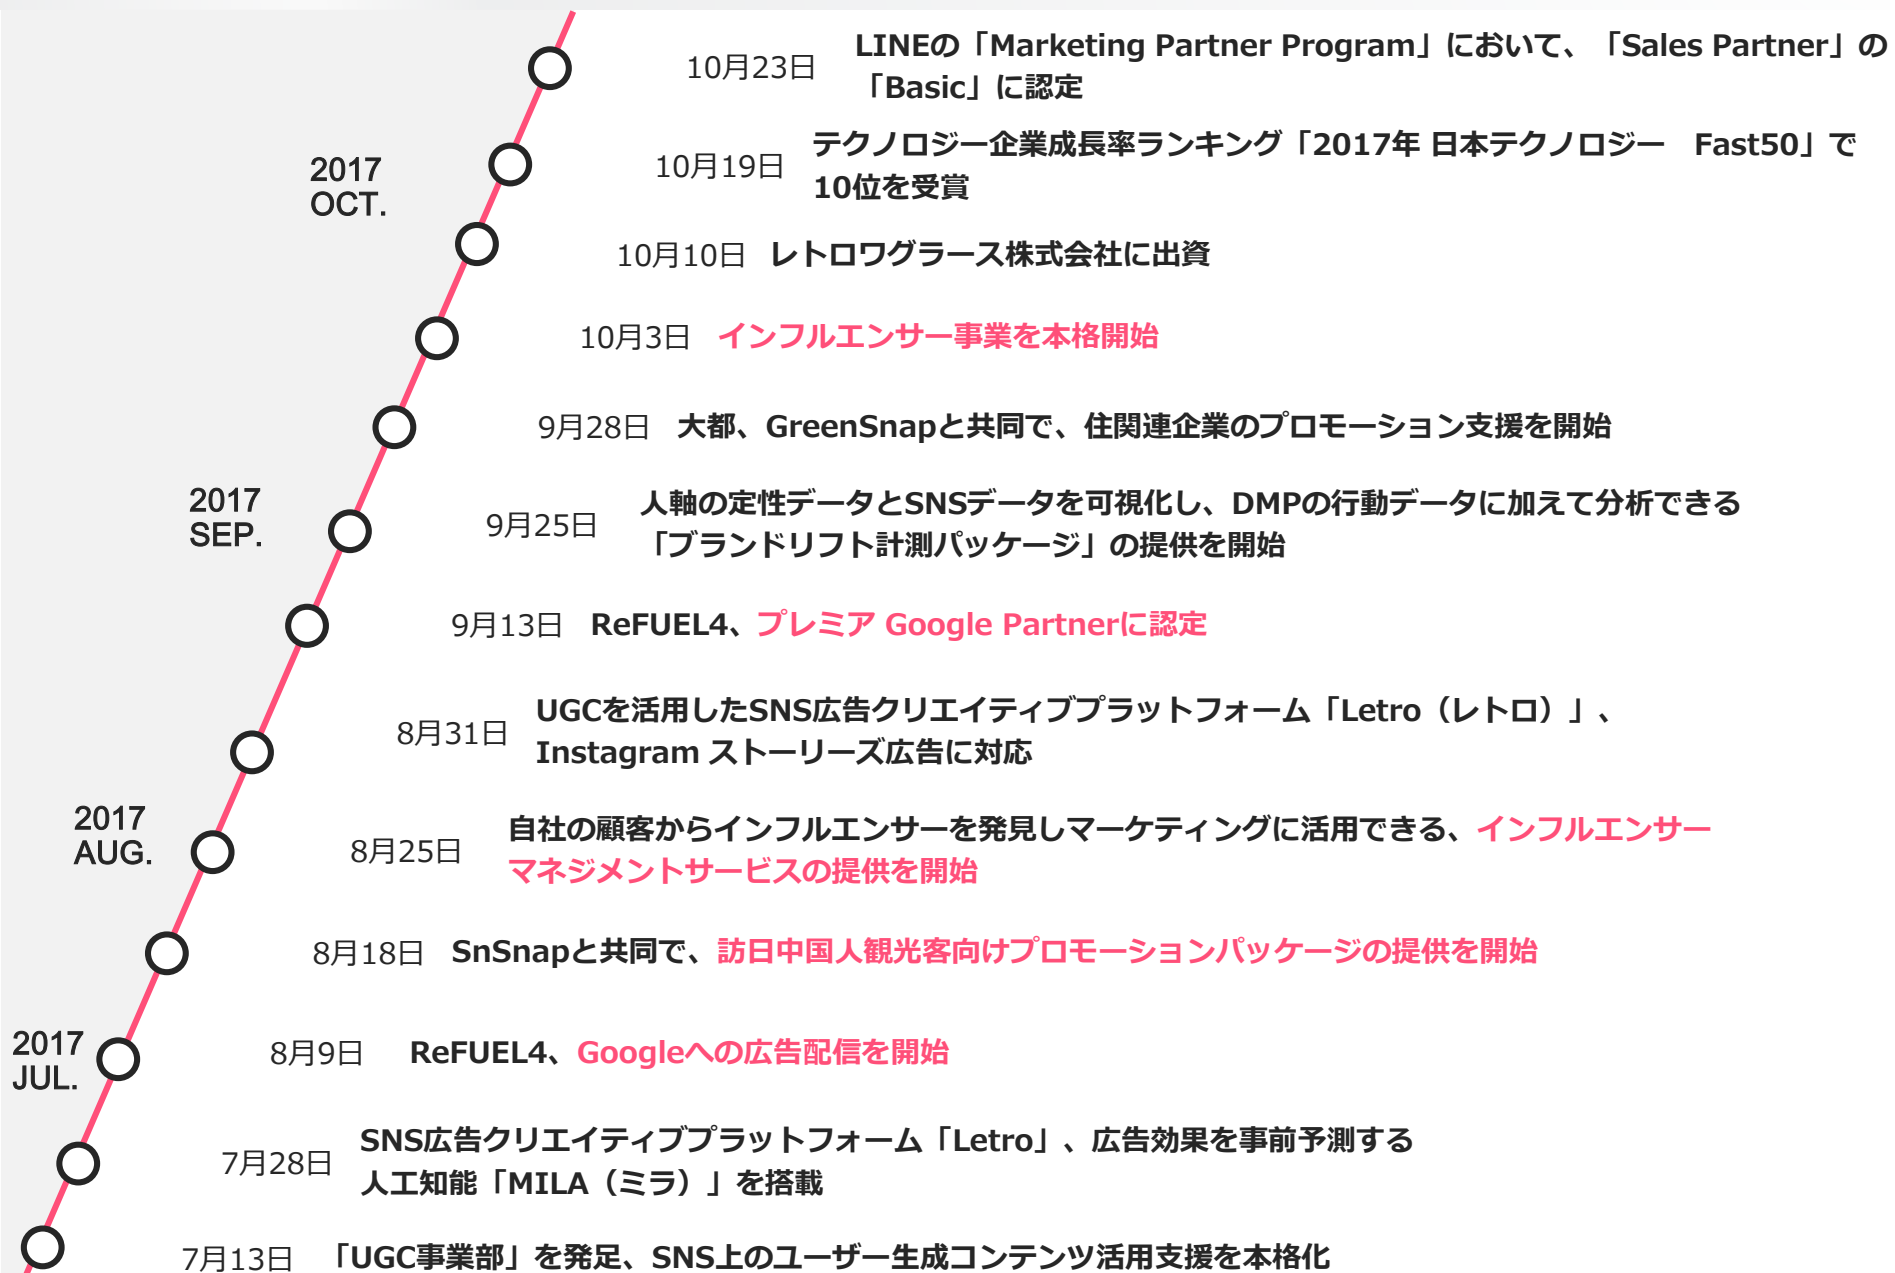 10月23日
LINEの「Marketing Partner Program」において、「Sales Partner」の
「Basic」に認定
2017
OCT.
10月19日
テクノロジー企業成長率ランキング「2017年 日本テクノロジー　Fast50」で
10位を受賞
10月10日 レトロワグラース株式会社に出資
10月3日 インフルエンサー事業を本格開始
9月28日 大都、GreenSnapと共同で、住関連企業のプロモーション支援を開始
2017
SEP.
9月25日
人軸の定性データとSNSデータを可視化し、DMPの行動データに加えて分析できる
「ブランドリフト計測パッケージ」の提供を開始
9月13日 ReFUEL4、プレミア Google Partnerに認定
8月31日
UGCを活用したSNS広告クリエイティブプラットフォーム「Letro（レトロ）」、
Instagram ストーリーズ広告に対応
2017
AUG.
8月25日
自社の顧客からインフルエンサーを発見しマーケティングに活用できる、インフルエンサー
マネジメントサービスの提供を開始
8月18日 SnSnapと共同で、訪日中国人観光客向けプロモーションパッケージの提供を開始
2017
JUL.
8月9日 ReFUEL4、Googleへの広告配信を開始
7月28日
SNS広告クリエイティブプラットフォーム「Letro」、広告効果を事前予測する
人工知能「MILA（ミラ）」を搭載
7月13日 「UGC事業部」を発足、SNS上のユーザー生成コンテンツ活用支援を本格化